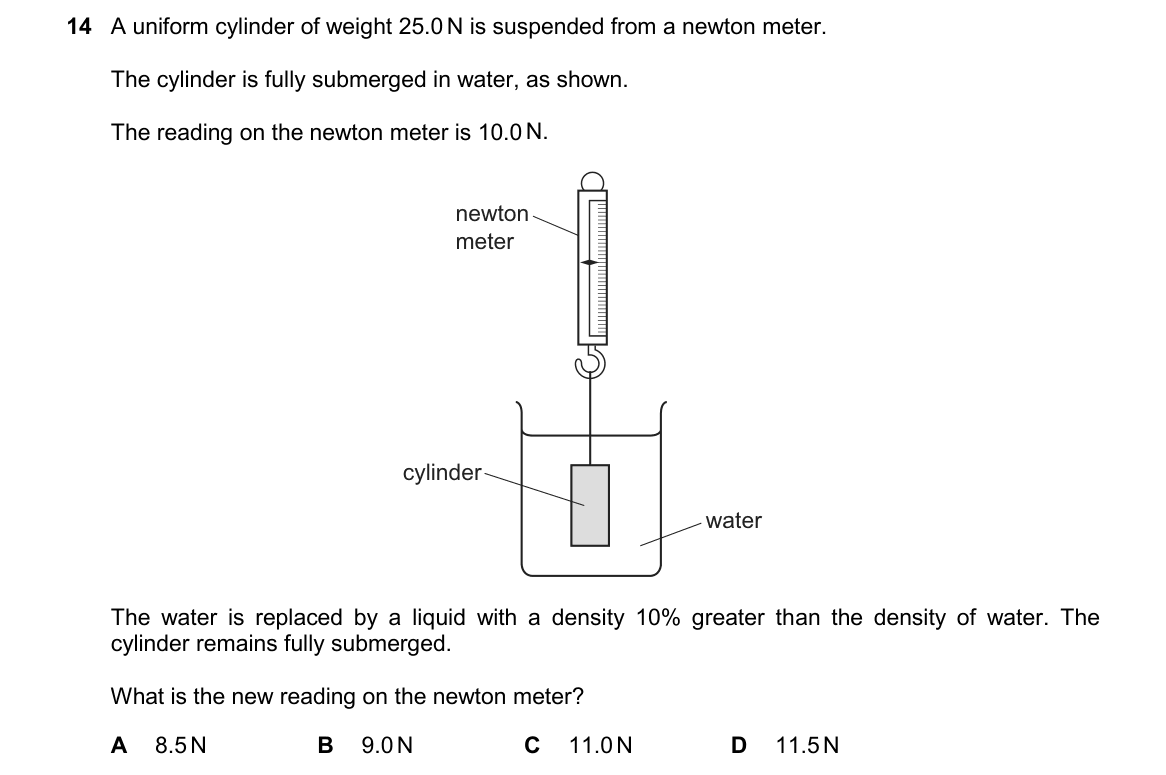 14 A uniform cylinder of weight 25.0 N is suspended from a newton meter.
The cylinder is fully submerged in water, as shown.
The reading on the newton meter is 10.0 N.
newton
meter
cylinder
water
The water is replaced by a liquid with a density 10% greater than the density of water. The
cylinder remains fully submerged.
What is the new reading on the newton meter?
A 8.5 N B 9.0 N C 11.0 N D 11.5 N